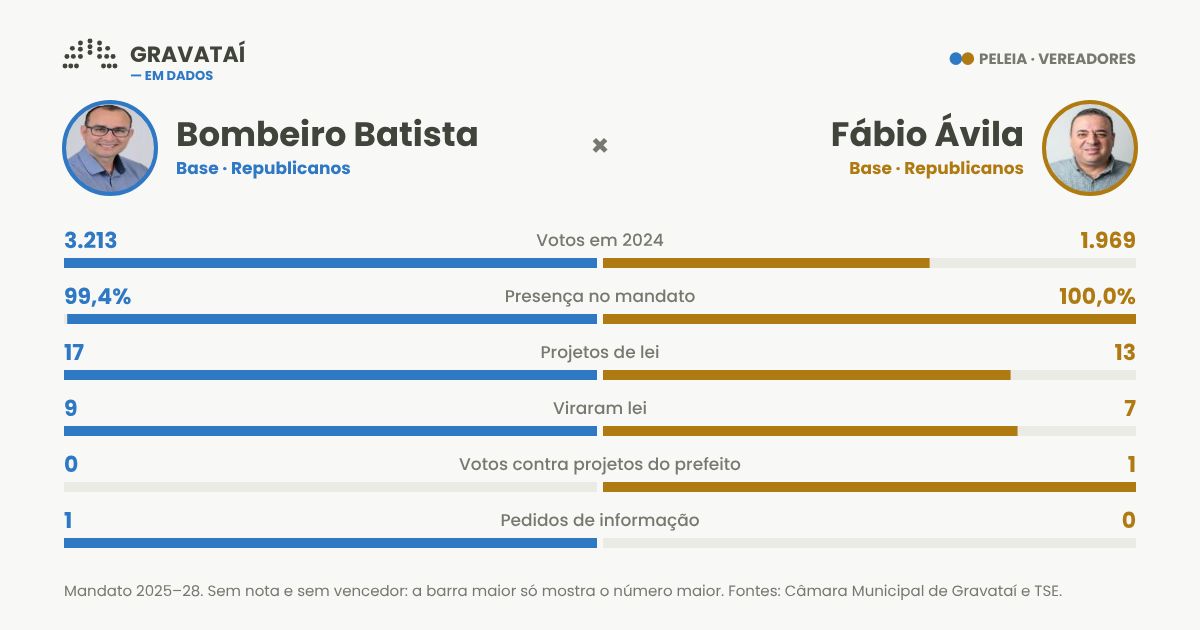 GRAVATAÍ
— EM DADOS
PELEIA · VEREADORES
Bombeiro Batista
Base · Republicanos
×
Fábio Ávila
Base · Republicanos
3.213 Votos em 2024 1.969
99,4% Presença no mandato 100,0%
17 Projetos de lei 13
9 Viraram lei 7
0 Votos contra projetos do prefeito 1
1 Pedidos de informação 0
Mandato 2025–28. Sem nota e sem vencedor: a barra maior só mostra o número maior. Fontes: Câmara Municipal de Gravataí e TSE.